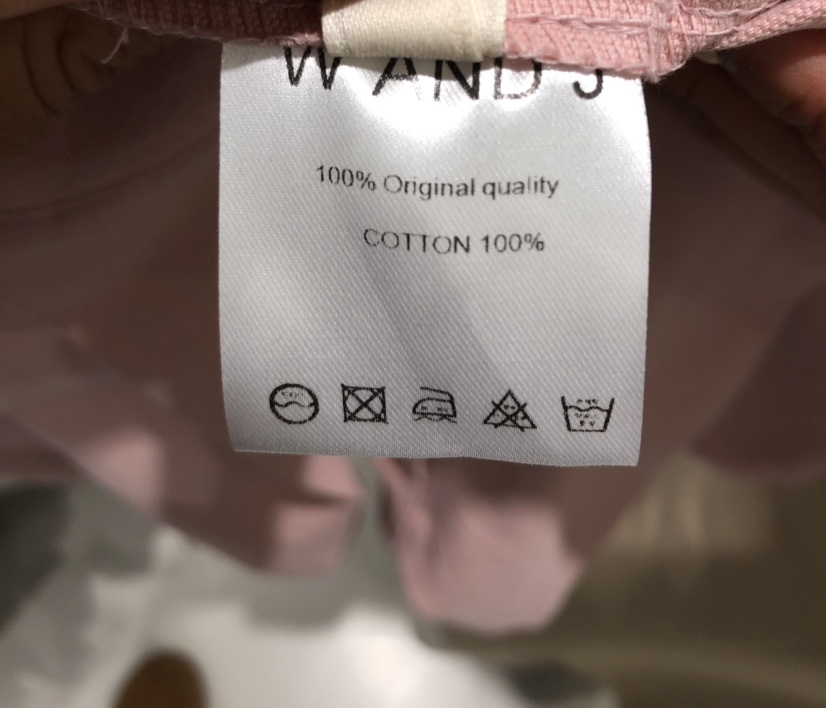 W AND J
100% Original quality
COTTON 100%